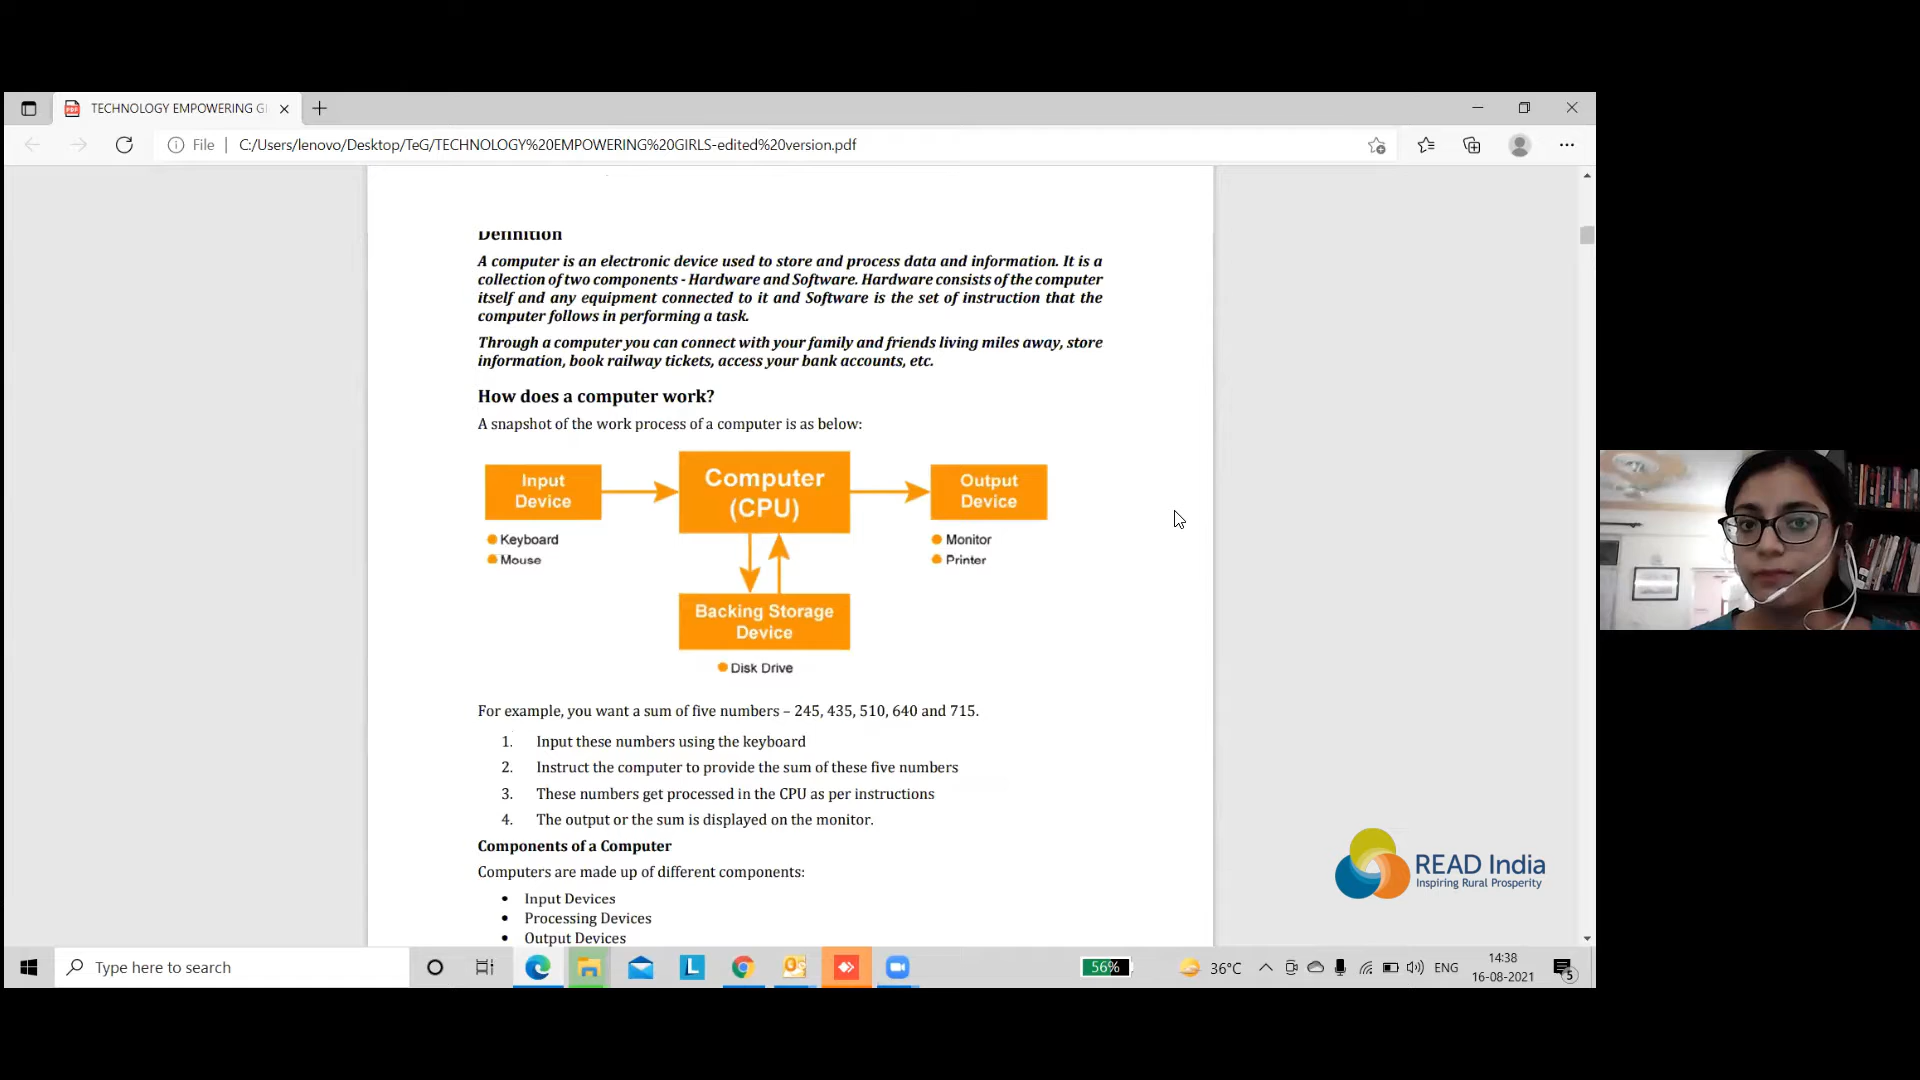 TECHNOLOGY EMPOWERING GI
File
C:/Users/lenovo/Desktop/TeG/TECHNOLOGY%20EMPOWERING%20GIRLS-edited%20version.pdf
Definition
A computer is an electronic device used to store and process data and information. It is a
collection of two components - Hardware and Software. Hardware consists of the computer
itself and any equipment connected to it and Software is the set of instruction that the
computer follows in performing a task.
Through a computer you can connect with your family and friends living miles away, store
information, book railway tickets, access your bank accounts, etc.
How does a computer work?
A snapshot of the work process of a computer is as below:
Input
Device
Keyboard
Mouse
Computer
(CPU)
Output
Device
Monitor
Printer
Backing Storage
Device
Disk Drive
For example, you want a sum of five numbers – 245, 435, 510, 640 and 715.
1. Input these numbers using the keyboard
2. Instruct the computer to provide the sum of these five numbers
3. These numbers get processed in the CPU as per instructions
4. The output or the sum is displayed on the monitor.
Components of a Computer
Computers are made up of different components:
• Input Devices
• Processing Devices
• Output Devices
READ India
Inspiring Rural Prosperity
Type here to search
56%
36°C
ENG
14:38
16-08-2021
5